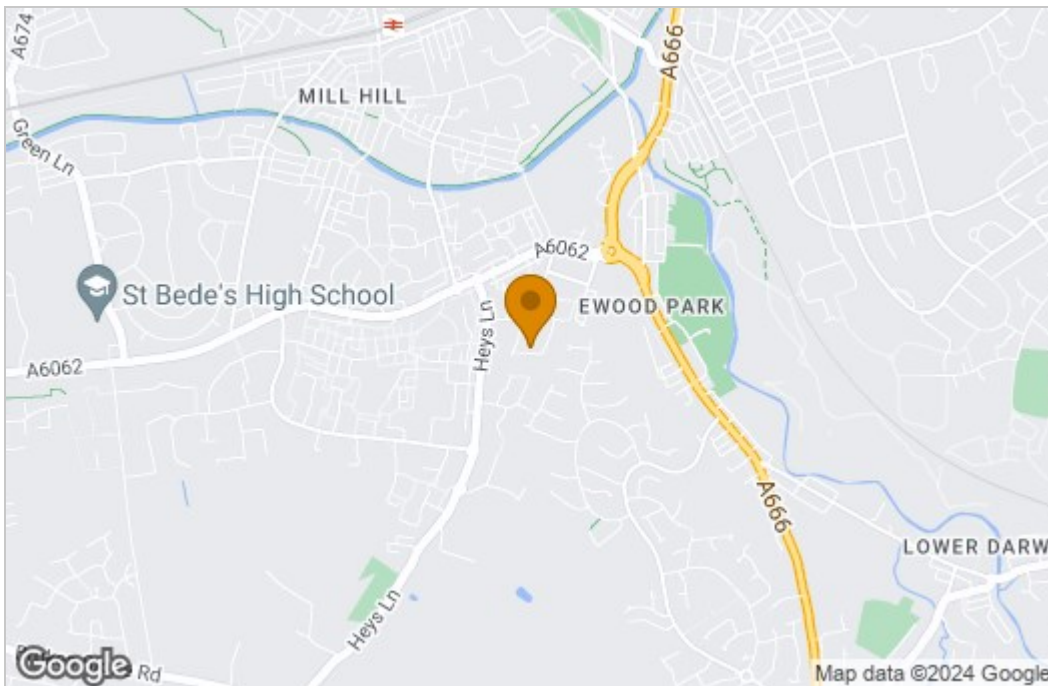 A674
A666
MILL HILL
Green Ln
A6062
St Bede's High School
Heys Ln
EWOOD PARK
A6062
A666
LOWER DARW
Heys Ln
Rd
Google
Map data ©2024 Google